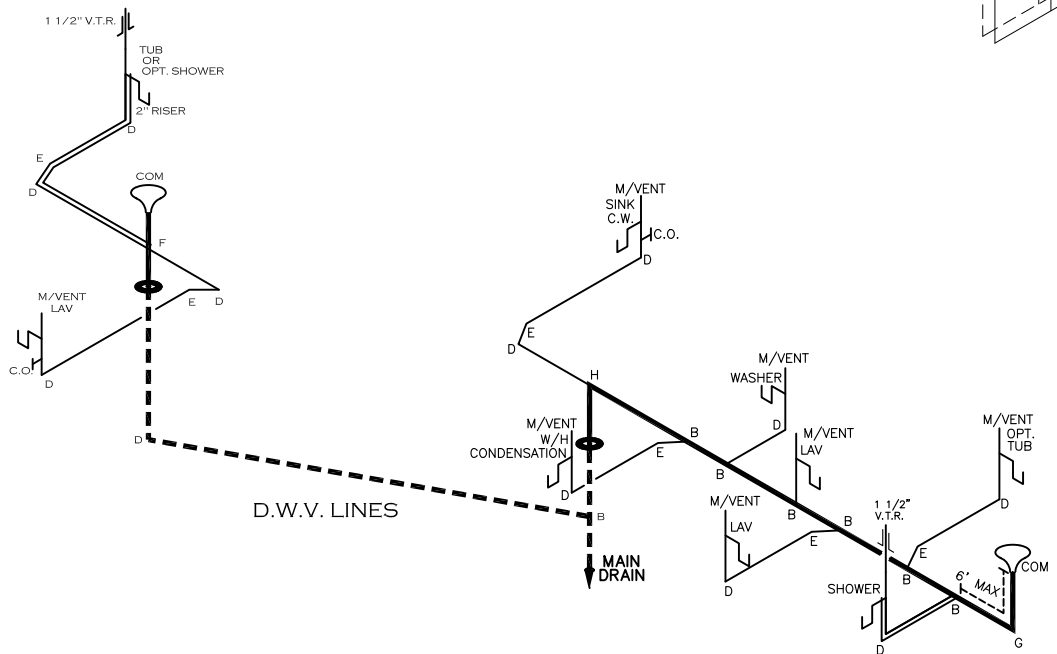 1 1/2" V.T.R.
TUB
OR
OPT. SHOWER
2" RISER
D
E
D
COM
F
E
D
M/VENT
LAV
C.O.
D
D
D.W.V. LINES
M/VENT
SINK
C.W.
C.O.
D
E
D
H
M/VENT
WASHER
D
M/VENT
W/H
CONDENSATION
D
E
B
B
M/VENT
LAV
B
B
MAIN
DRAIN
M/VENT
LAV
D
E
B
1 1/2"
V.T.R.
M/VENT
OPT.
TUB
D
E
B
SHOWER
D
6' MAX
B
COM
G